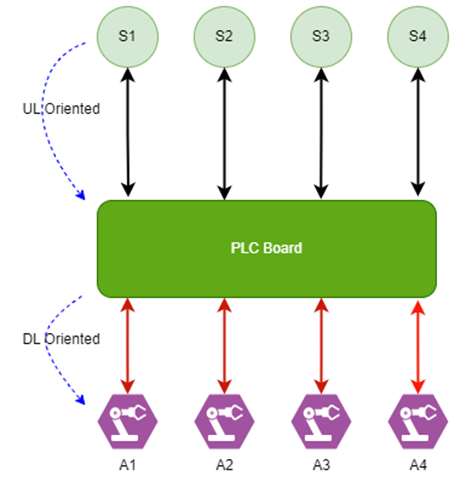 S1 S2 S3 S4
UL Oriented
PLC Board
DL Oriented
A1 A2 A3 A4